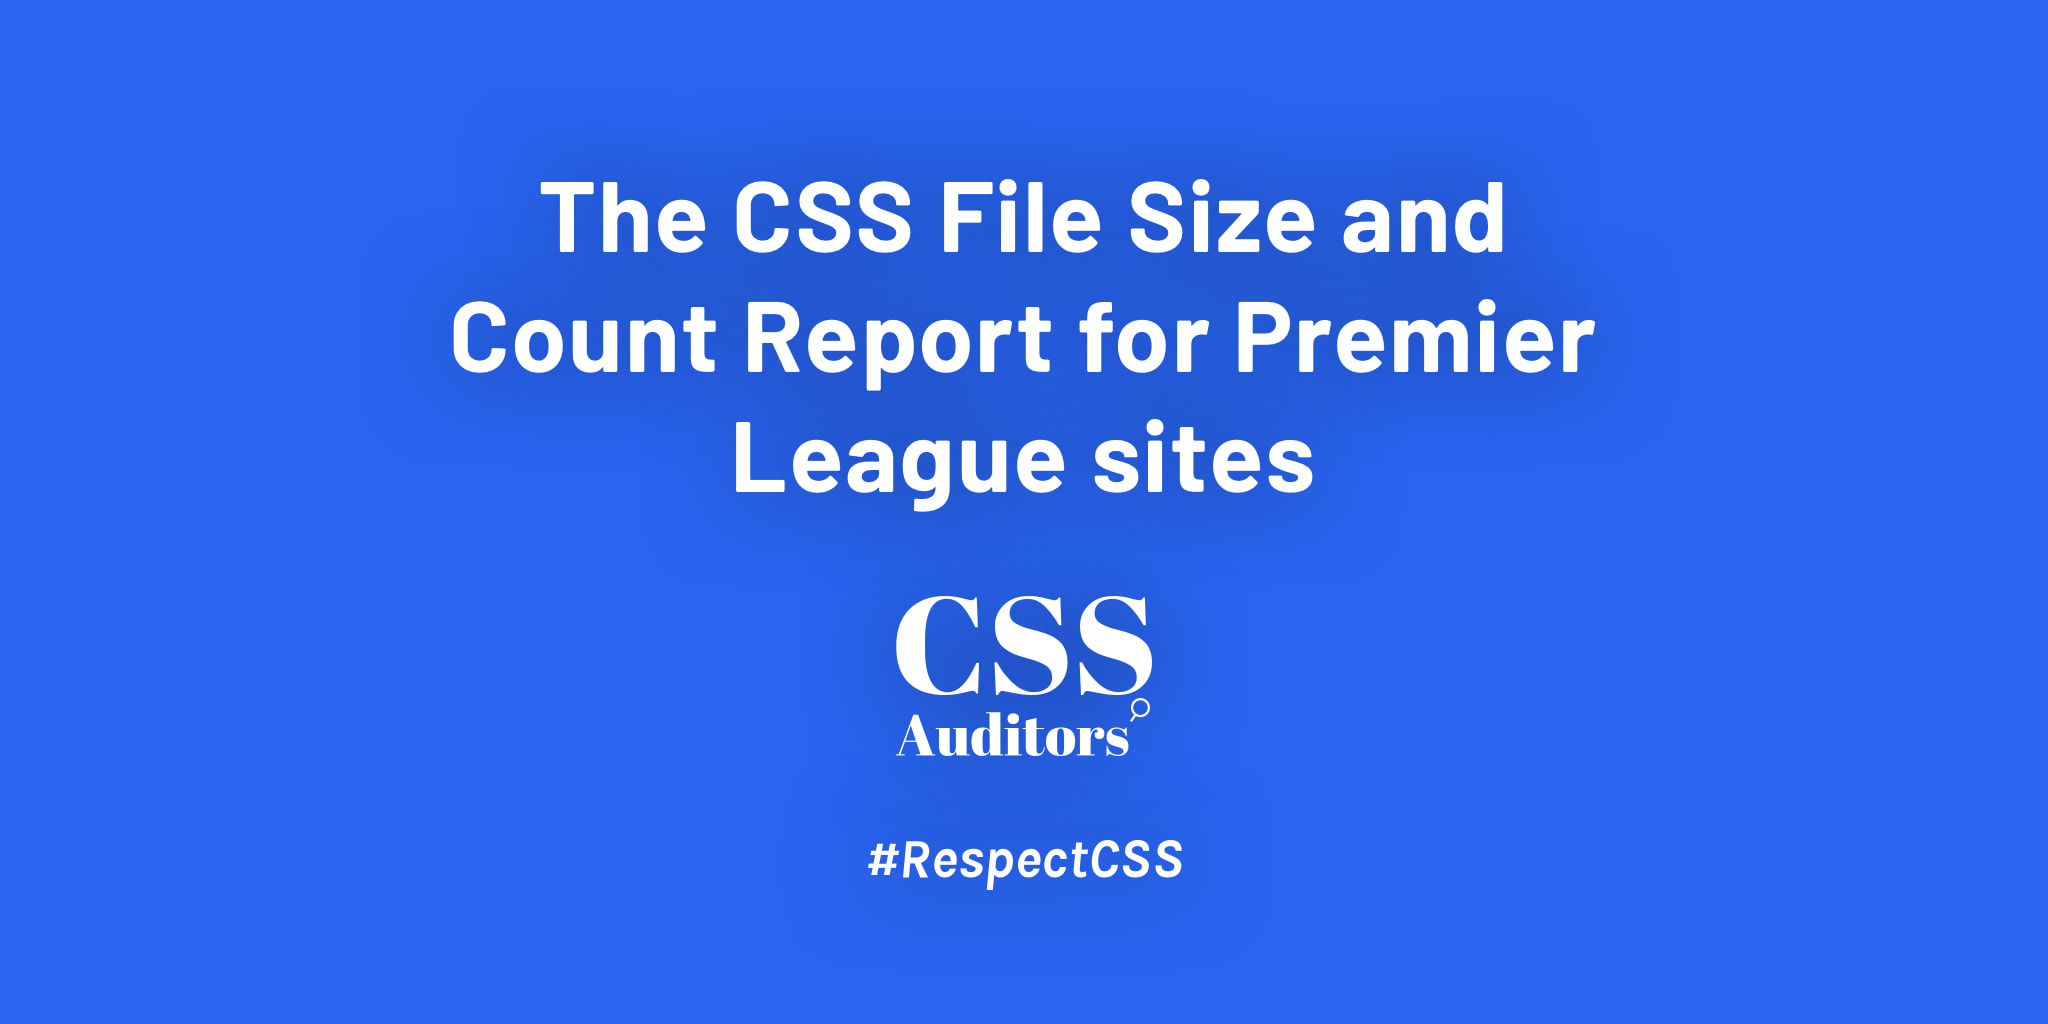 The CSS File Size and
Count Report for Premier
League sites
CSS
Auditors
#RespectCSS